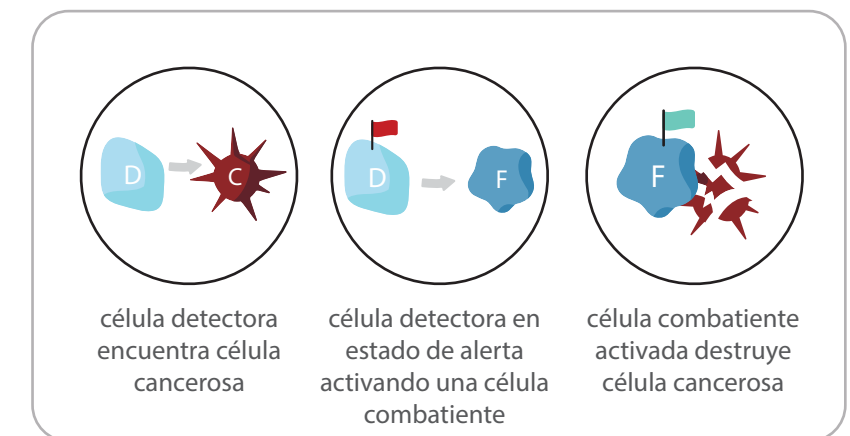 D
C
D
F
F
célula detectora
encuentra célula
cancerosa
célula detectora en
estado de alerta
activando una célula
combatiente
célula combatiente
activada destruye
célula cancerosa